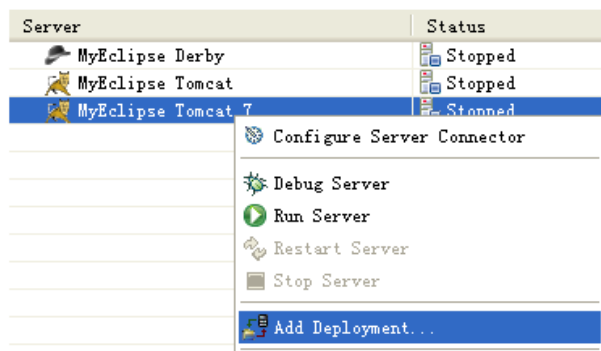 Server Status
MyEclipse Derby Stopped
MyEclipse Tomcat Stopped
MyEclipse Tomcat 7 Stopped
Configure Server Connector
Debug Server
Run Server
Restart Server
Stop Server
Add Deployment...